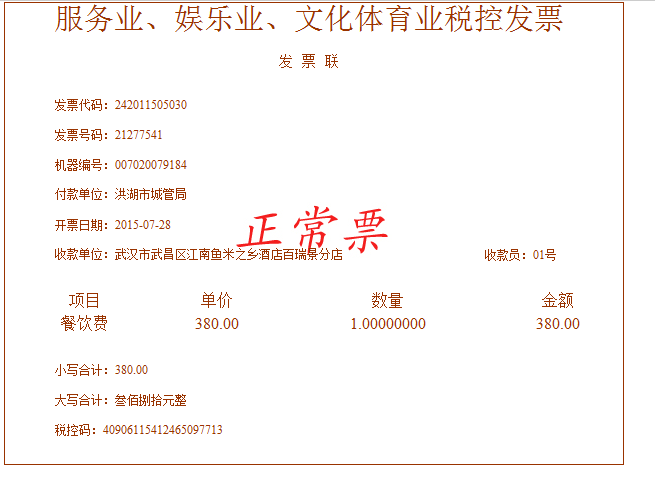 服务业、娱乐业、文化体育业税控发票
发 票 联
发票代码：242011505030
发票号码：21277541
机器编号：007020079184
付款单位：洪湖市城管局
开票日期：2015-07-28
正常票
收款单位：武汉市武昌区江南鱼米之乡酒店百瑞景分店 收款员：01号
项目 单价 数量 金额
餐饮费 380.00 1.00000000 380.00
小写合计：380.00
大写合计：叁佰捌拾元整
税控码：40906115412465097713